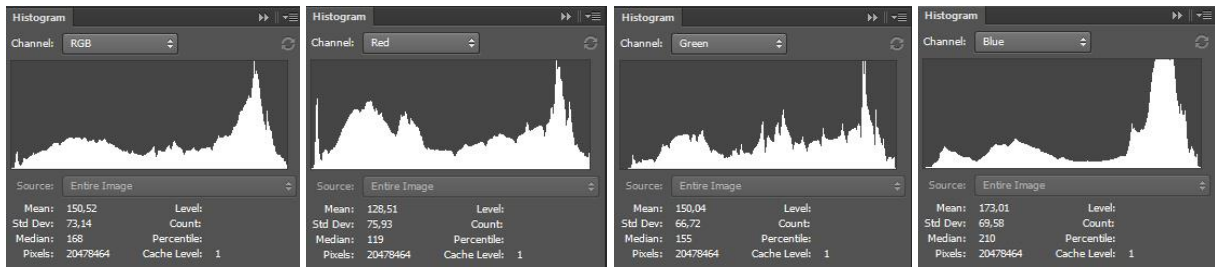 Histogram
Channel: RGB
Source: Entire Image
Mean: 150,52 Level:
Std Dev: 73,14 Count:
Median: 168 Percentile:
Pixels: 20478464 Cache Level: 1
Histogram
Channel: Red
Source: Entire Image
Mean: 128,51 Level:
Std Dev: 75,93 Count:
Median: 119 Percentile:
Pixels: 20478464 Cache Level: 1
Histogram
Channel: Green
Source: Entire Image
Mean: 150,04 Level:
Std Dev: 66,72 Count:
Median: 155 Percentile:
Pixels: 20478464 Cache Level: 1
Histogram
Channel: Blue
Source: Entire Image
Mean: 173,01 Level:
Std Dev: 69,58 Count:
Median: 210 Percentile:
Pixels: 20478464 Cache Level: 1